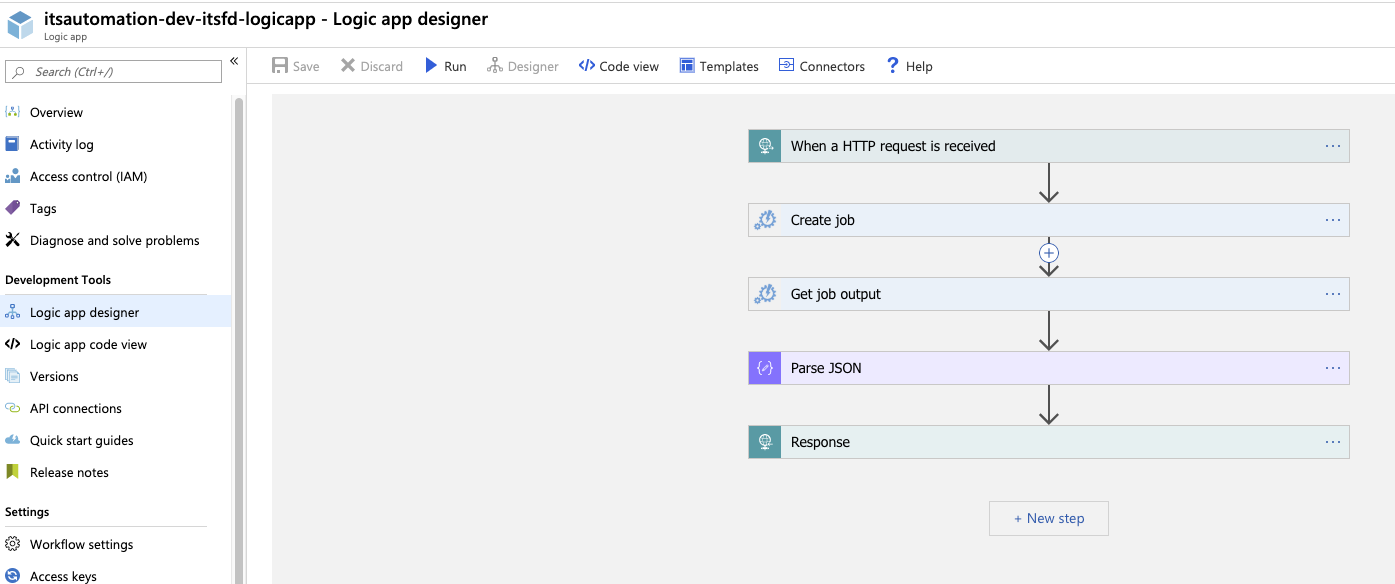 itsautomation-dev-itsfd-logicapp - Logic app designer
Logic app
Search (Ctrl+/)
«
Save
Discard
Run
Designer
Code view
Templates
Connectors
? Help
Overview
Activity log
Access control (IAM)
Tags
Diagnose and solve problems
Development Tools
Logic app designer
Logic app code view
Versions
API connections
Quick start guides
Release notes
Settings
Workflow settings
Access keys
When a HTTP request is received ...
Create job ...
Get job output ...
Parse JSON ...
Response ...
+ New step